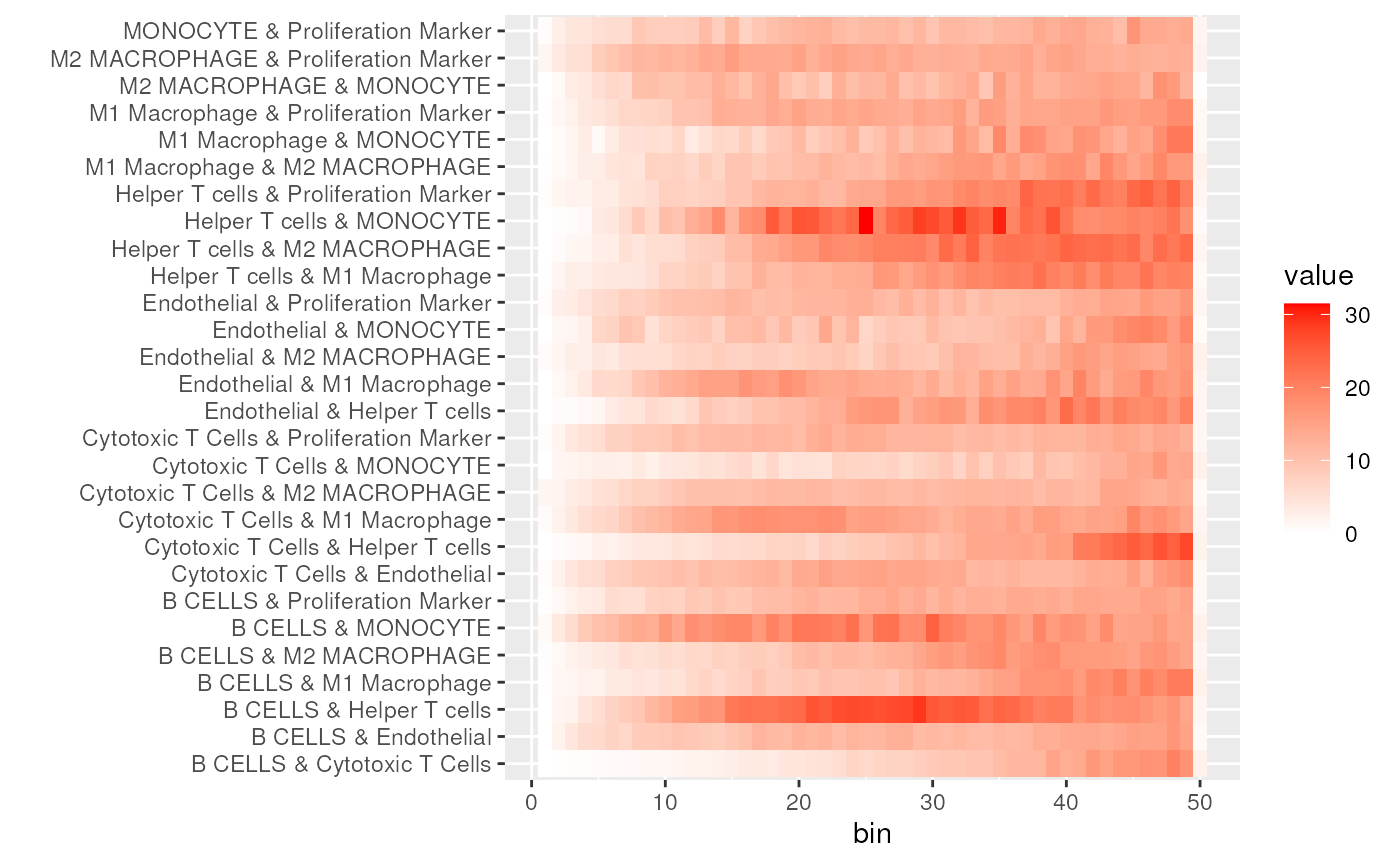 MONOCYTE & Proliferation Marker
M2 MACROPHAGE & Proliferation Marker
M2 MACROPHAGE & MONOCYTE
M1 Macrophage & Proliferation Marker
M1 Macrophage & MONOCYTE
M1 Macrophage & M2 MACROPHAGE
Helper T cells & Proliferation Marker
Helper T cells & MONOCYTE
Helper T cells & M2 MACROPHAGE
Helper T cells & M1 Macrophage
Endothelial & Proliferation Marker
Endothelial & MONOCYTE
Endothelial & M2 MACROPHAGE
Endothelial & M1 Macrophage
Endothelial & Helper T cells
Cytotoxic T Cells & Proliferation Marker
Cytotoxic T Cells & MONOCYTE
Cytotoxic T Cells & M2 MACROPHAGE
Cytotoxic T Cells & M1 Macrophage
Cytotoxic T Cells & Helper T cells
Cytotoxic T Cells & Endothelial
B CELLS & Proliferation Marker
B CELLS & MONOCYTE
B CELLS & M2 MACROPHAGE
B CELLS & M1 Macrophage
B CELLS & Helper T cells
B CELLS & Endothelial
B CELLS & Cytotoxic T Cells
0 10 20 30 40 50
bin
value
30
20
10
0